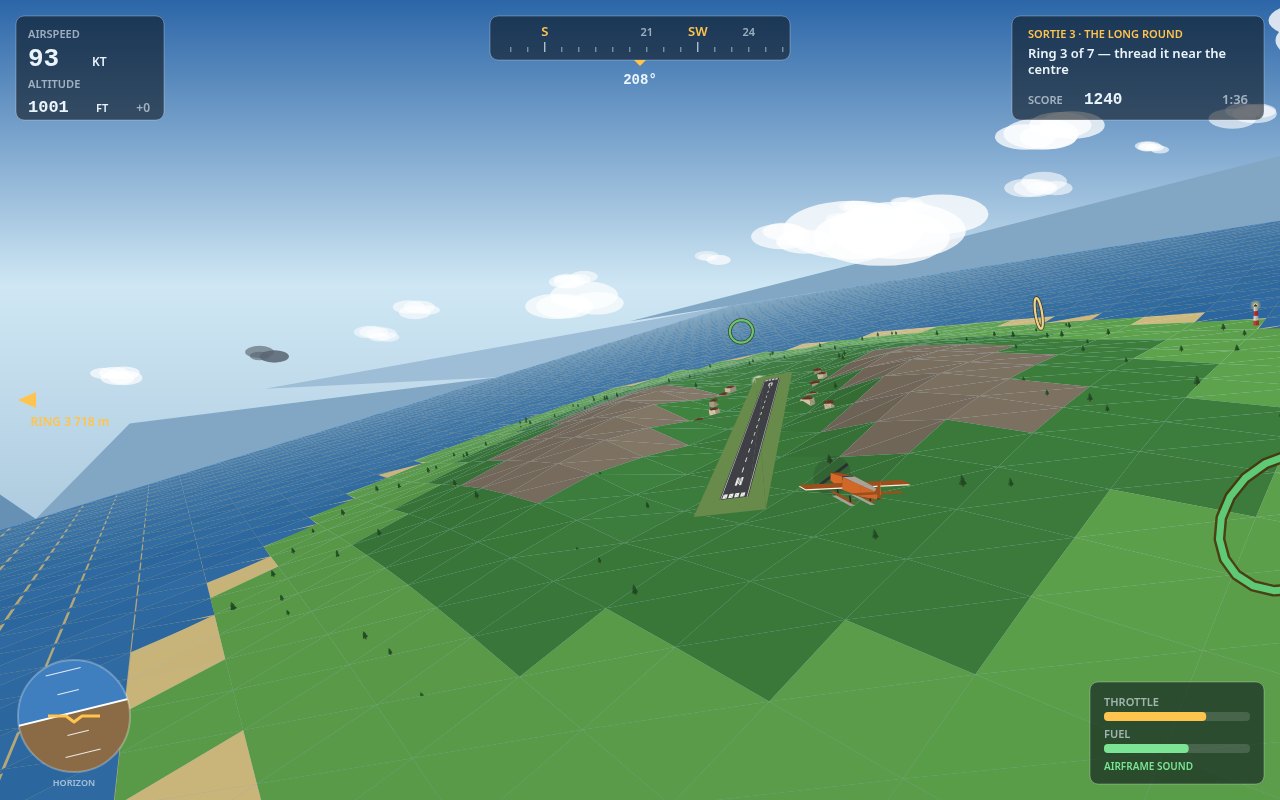 AIRSPEED
93 KT
ALTITUDE
1001 FT +0
S 21 SW 24
208°
SORTIE 3 · THE LONG ROUND
Ring 3 of 7 — thread it near the
centre
SCORE 1240 1:36
RING 3 718 m
HORIZON
THROTTLE
FUEL
AIRFRAME SOUND